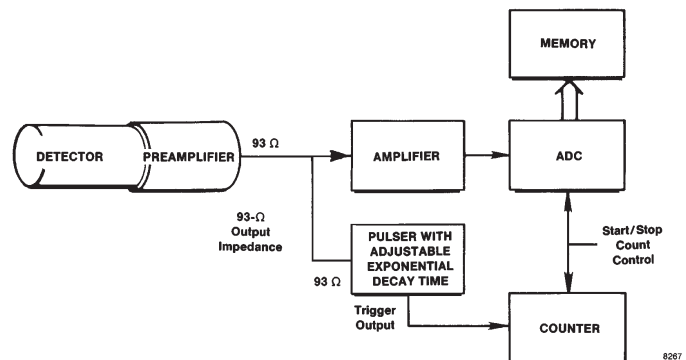 MEMORY
93 Ω
DETECTOR
PREAMPLIFIER
AMPLIFIER
ADC
93-Ω
Output
Impedance
PULSER WITH
ADJUSTABLE
EXPONENTIAL
DECAY TIME
Start/Stop
Count
Control
93 Ω
Trigger
Output
COUNTER
8267